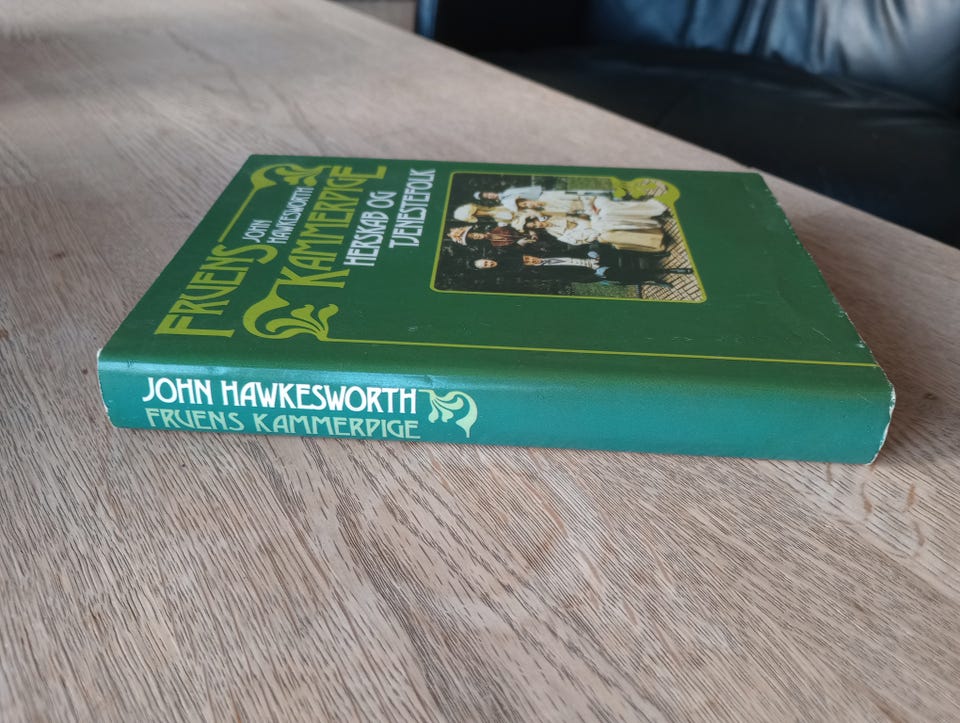 FRUENS
JOHN
HAWKESWORTH
KAMMERPIGE
HERSKAB OG
TJENESTEFOLK
JOHN HAWKESWORTH
FRUENS KAMMERPIGE